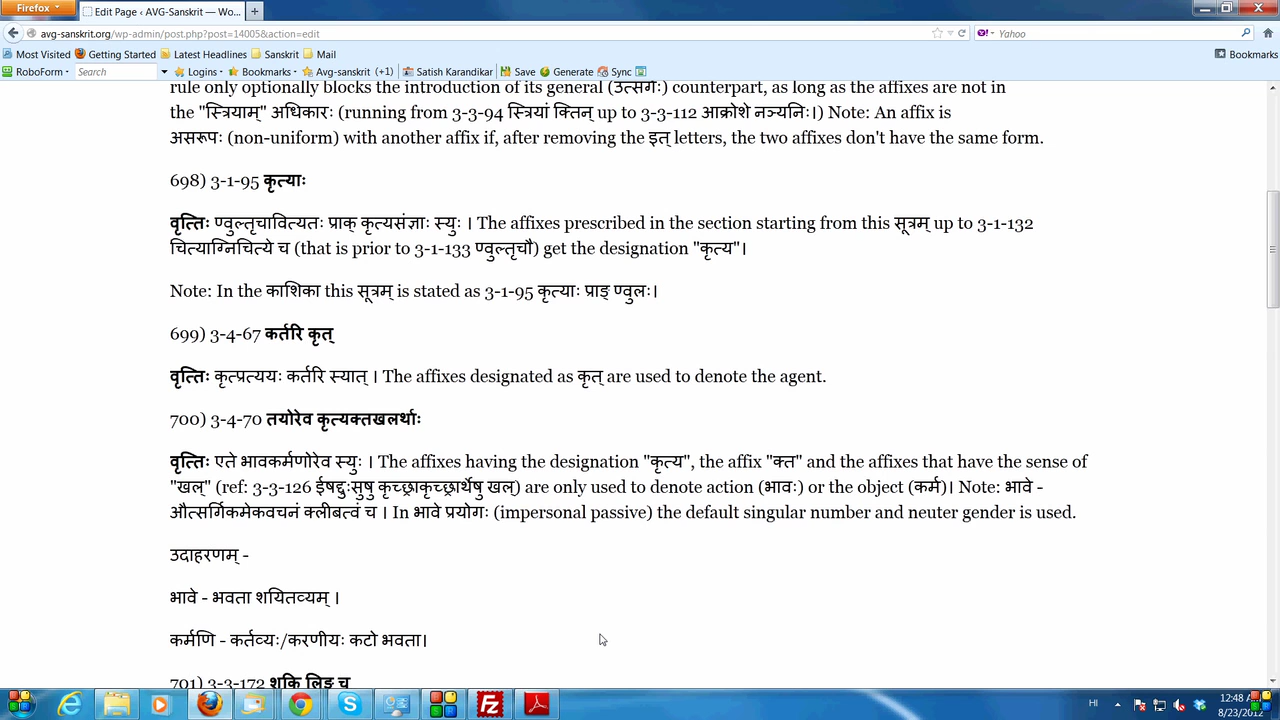 Firefox
Edit Page ‹ AVG-Sanskrit — Wo...
avg-sanskrit.org/wp-admin/post.php?post=14005&action=edit
Yahoo
Most Visited Getting Started Latest Headlines Sanskrit Mail Bookmarks
RoboForm Search Logins Bookmarks Avg-sanskrit (+1) Satish Karandikar Save Generate Sync
rule only optionally blocks the introduction of its general (उत्सर्गः) counterpart, as long as the affixes are not in
the "स्त्रियाम्" अधिकारः (running from 3-3-94 स्त्रियां क्तिन् up to 3-3-112 आक्रोशे नञ्यनिः।) Note: An affix is
असरूपः (non-uniform) with another affix if, after removing the इत् letters, the two affixes don't have the same form.
698) 3-1-95 कृत्याः
वृत्तिः ण्वुल्तृचावित्यतः प्राक् कृत्यसंज्ञाः स्युः । The affixes prescribed in the section starting from this सूत्रम् up to 3-1-132
चित्याग्निचित्ये च (that is prior to 3-1-133 ण्वुल्तृचौ) get the designation "कृत्य"।
Note: In the काशिका this सूत्रम् is stated as 3-1-95 कृत्याः प्राङ् ण्वुलः।
699) 3-4-67 कर्तरि कृत्
वृत्तिः कृत्प्रत्ययः कर्तरि स्यात् । The affixes designated as कृत् are used to denote the agent.
700) 3-4-70 तयोरेव कृत्यक्तखलर्थाः
वृत्तिः एते भावकर्मणोरेव स्युः । The affixes having the designation "कृत्य", the affix "क्त" and the affixes that have the sense of
"खल्" (ref: 3-3-126 ईषद्दुःसुषु कृच्छ्राकृच्छ्रार्थेषु खल्) are only used to denote action (भावः) or the object (कर्म)। Note: भावे -
औत्सर्गिकमेकवचनं क्लीबत्वं च । In भावे प्रयोगः (impersonal passive) the default singular number and neuter gender is used.
उदाहरणम् -
भावे - भवता शयितव्यम् ।
कर्मणि - कर्तव्यः/करणीयः कटो भवता।
701) 3-3-172 शकि लिङ् च
HI
12:48 AM
8/23/2012